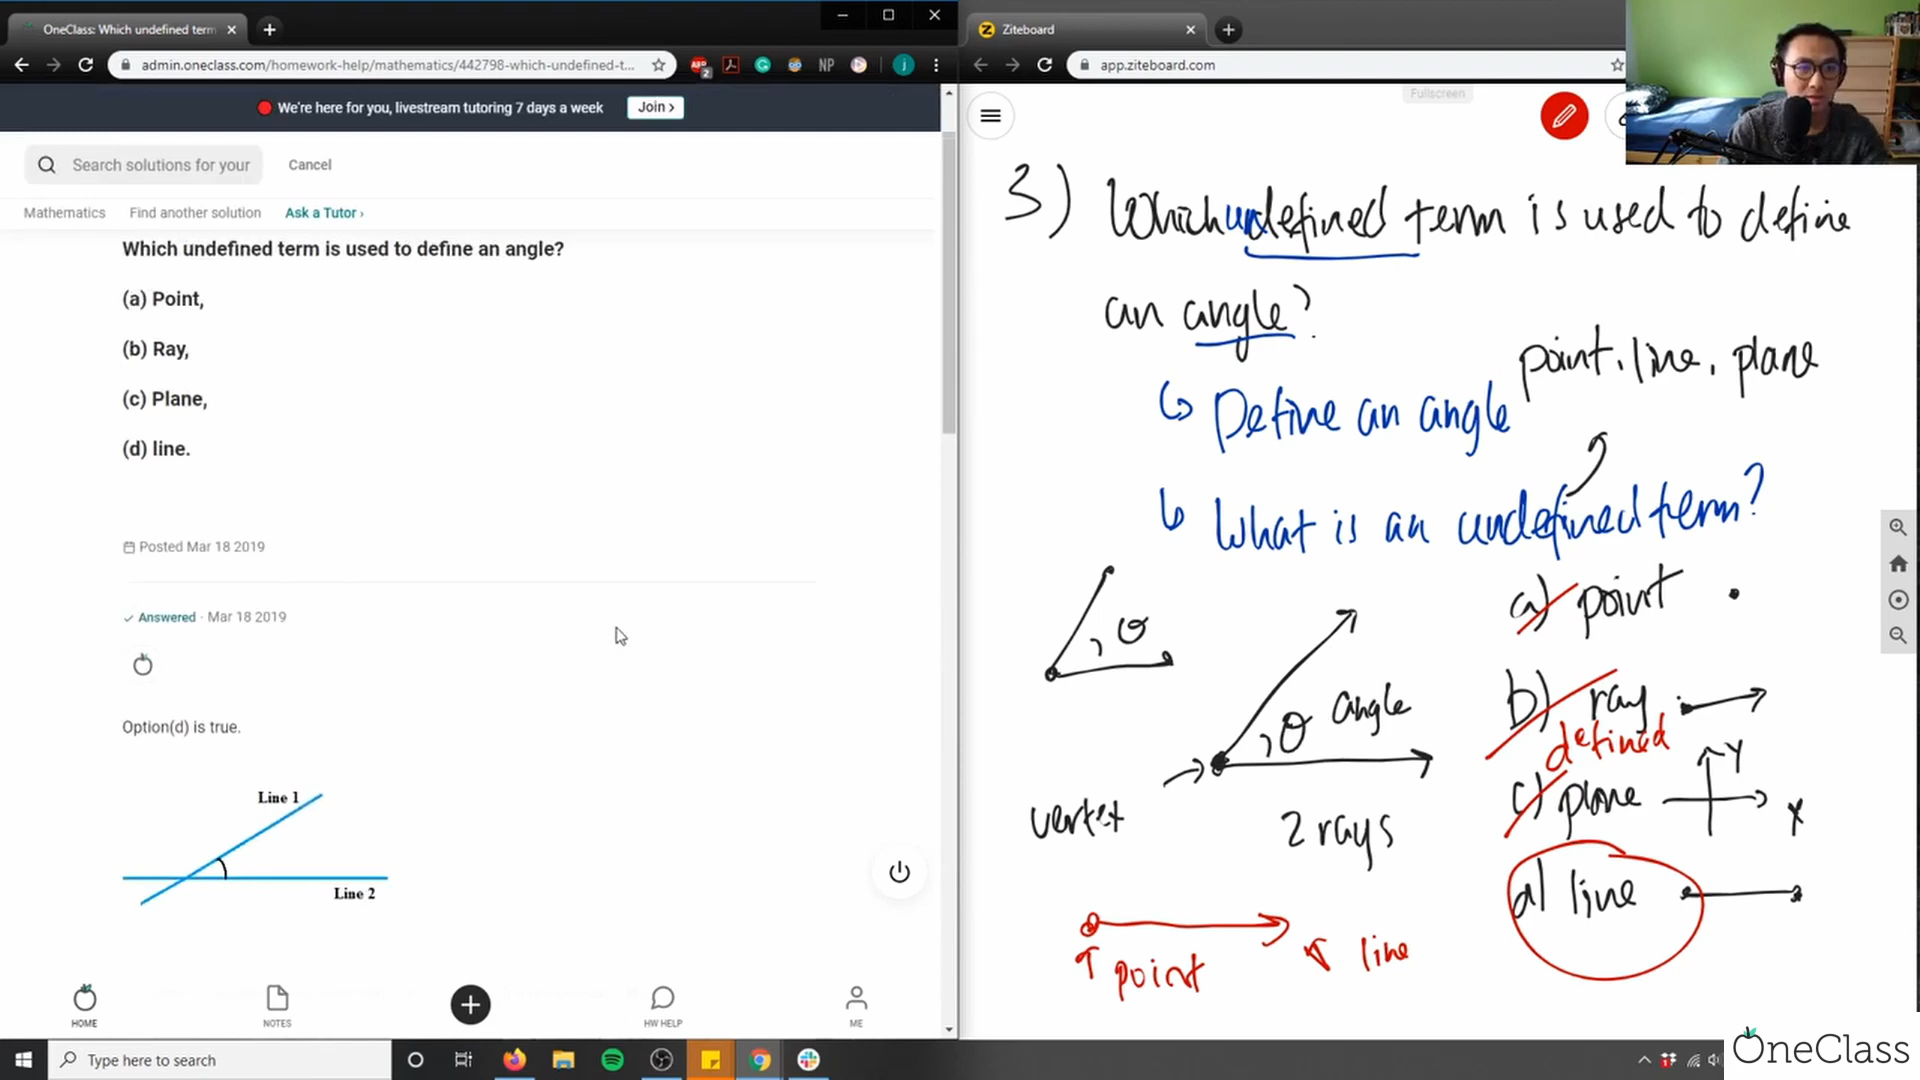 OneClass: Which undefined term
admin.oneclass.com/homework-help/mathematics/442798-which-undefined-t...
2
NP
j
We're here for you, livestream tutoring 7 days a week
Join ›
Search solutions for your
Cancel
Mathematics
Find another solution
Ask a Tutor ›
Which undefined term is used to define an angle?
(a) Point,
(b) Ray,
(c) Plane,
(d) line.
Posted Mar 18 2019
Answered · Mar 18 2019
Option(d) is true.
Line 1
Line 2
HOME
NOTES
HW HELP
ME
Type here to search
Ziteboard
app.ziteboard.com
Fullscreen
3) Which undefined term is used to define
an angle?
point, line, plane
Define an angle
What is an undefined term?
θ
θ angle
vertex
2 rays
a) point
b) ray
defined
c) plane
Y
X
d) line
point
line
OneClass